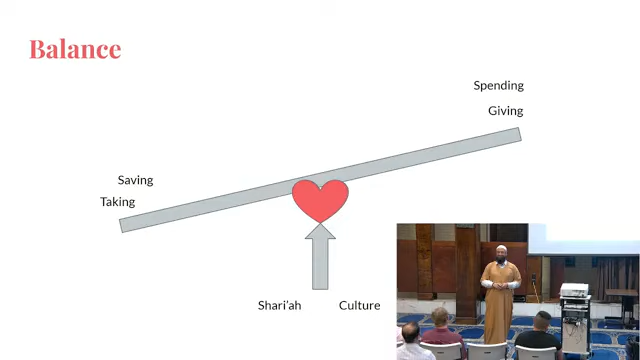 Balance
Spending
Giving
Saving
Taking
Shari'ah Culture